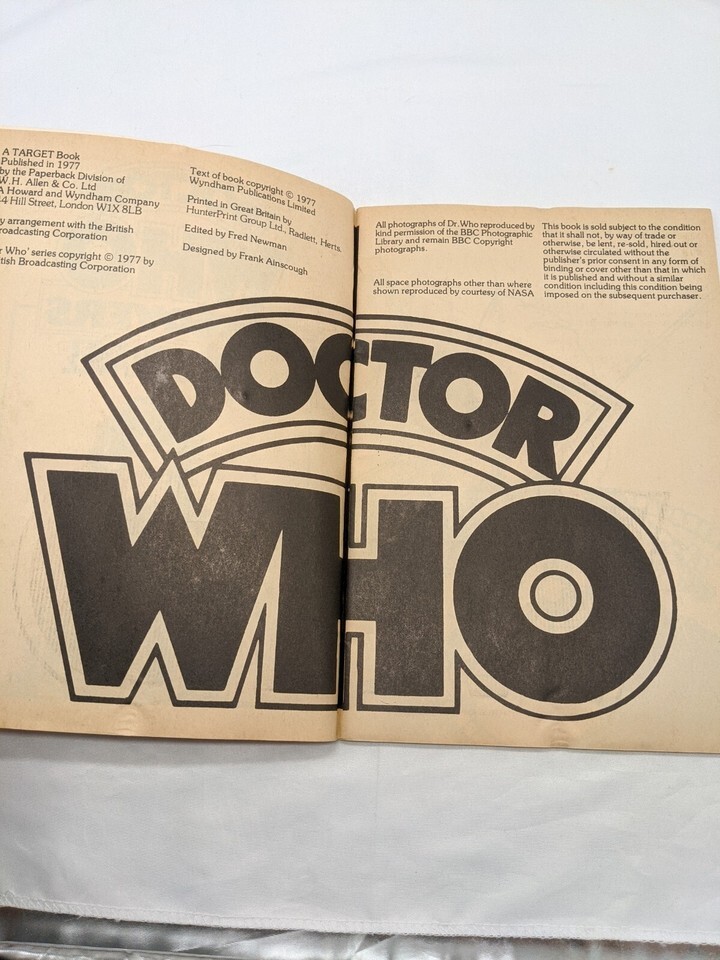 A TARGET Book
Published in 1977
by the Paperback Division of
W.H. Allen & Co. Ltd
A Howard and Wyndham Company
44 Hill Street, London W1X 8LB
y arrangement with the British
roadcasting Corporation
Who' series copyright © 1977 by
tish Broadcasting Corporation
Text of book copyright © 1977
Wyndham Publications Limited
Printed in Great Britain by
HunterPrint Group Ltd., Radlett, Herts.
Edited by Fred Newman
Designed by Frank Ainscough
All photographs of Dr. Who reproduced by
kind permission of the BBC Photographic
Library and remain BBC Copyright
photographs.
All space photographs other than where
shown reproduced by courtesy of NASA
This book is sold subject to the condition
that it shall not, by way of trade or
otherwise, be lent, re-sold, hired out or
otherwise circulated without the
publisher's prior consent in any form of
binding or cover other than that in which
it is published and without a similar
condition including this condition being
imposed on the subsequent purchaser.
DOCTOR
WHO